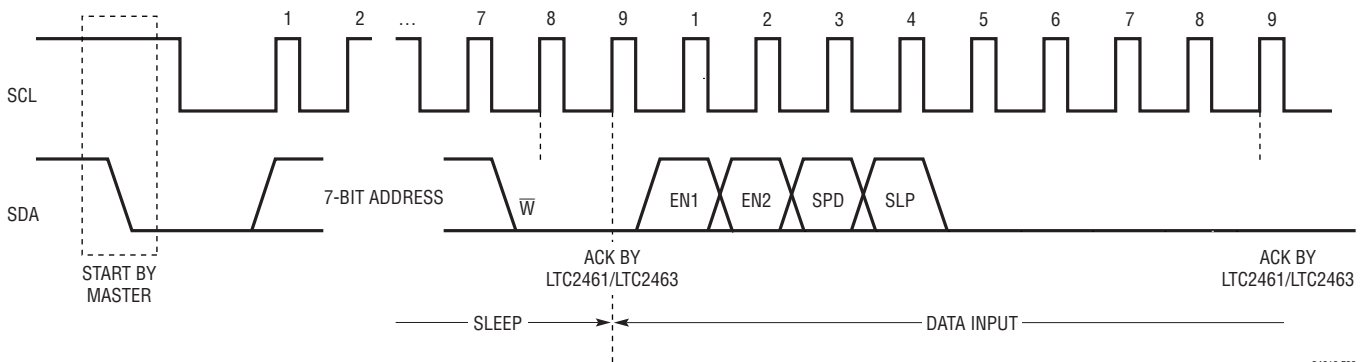 1 2 … 7 8 9 1 2 3 4 5 6 7 8 9
SCL
SDA
7-BIT ADDRESS
W̅
EN1 EN2 SPD SLP
START BY
MASTER
ACK BY
LTC2461/LTC2463
ACK BY
LTC2461/LTC2463
SLEEP
DATA INPUT